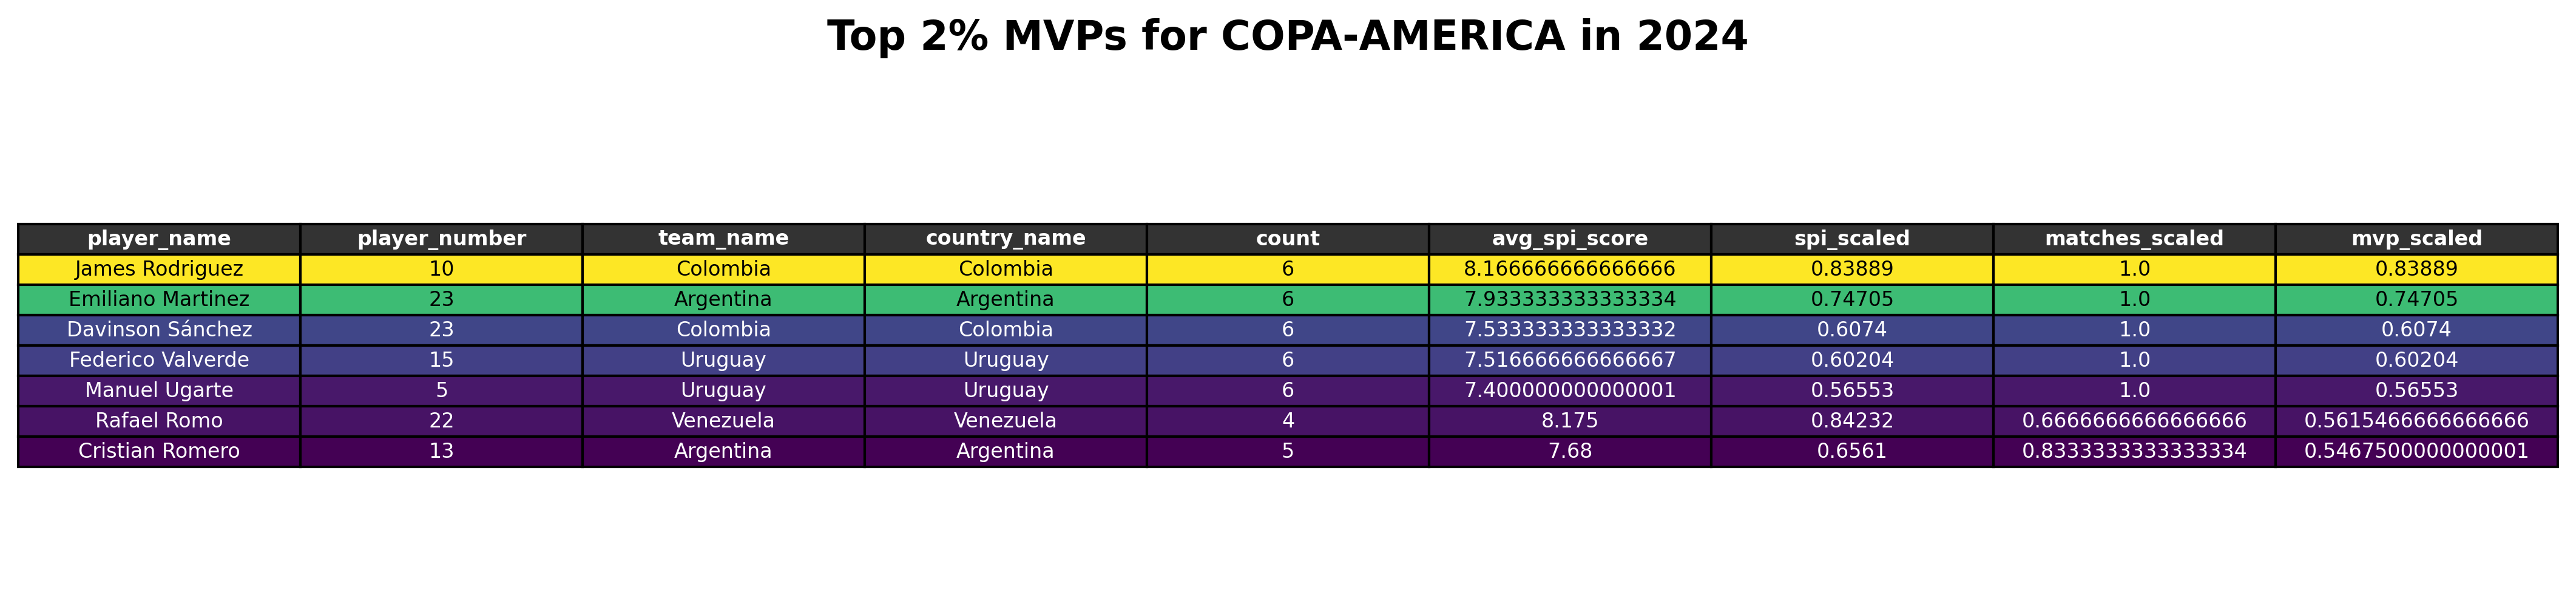 Top 2% MVPs for COPA-AMERICA in 2024
player_name player_number team_name country_name count avg_spi_score spi_scaled matches_scaled mvp_scaled
James Rodriguez 10 Colombia Colombia 6 8.166666666666666 0.83889 1.0 0.83889
Emiliano Martinez 23 Argentina Argentina 6 7.933333333333334 0.74705 1.0 0.74705
Davinson Sánchez 23 Colombia Colombia 6 7.533333333333332 0.6074 1.0 0.6074
Federico Valverde 15 Uruguay Uruguay 6 7.516666666666667 0.60204 1.0 0.60204
Manuel Ugarte 5 Uruguay Uruguay 6 7.400000000000001 0.56553 1.0 0.56553
Rafael Romo 22 Venezuela Venezuela 4 8.175 0.84232 0.6666666666666666 0.5615466666666666
Cristian Romero 13 Argentina Argentina 5 7.68 0.6561 0.8333333333333334 0.5467500000000001